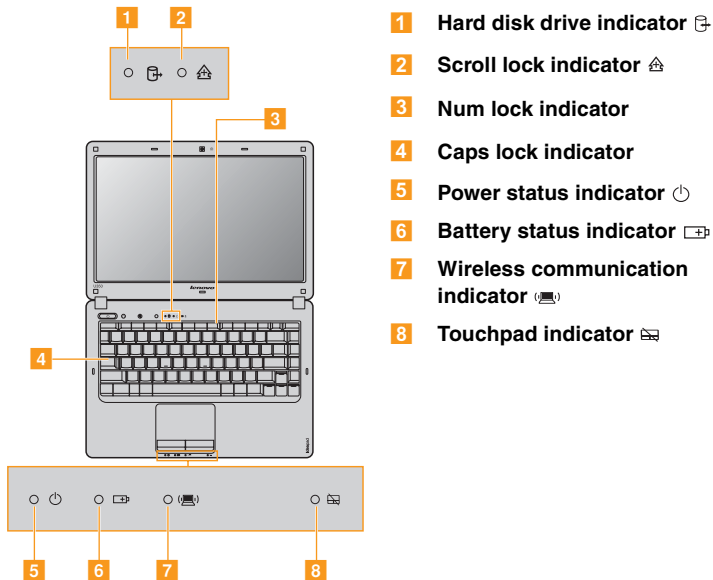 1 2
1 Hard disk drive indicator
2 Scroll lock indicator
3
3 Num lock indicator
4 Caps lock indicator
5 Power status indicator
6 Battery status indicator
7 Wireless communication
indicator
8 Touchpad indicator
lenovo
4
5 6 7 8